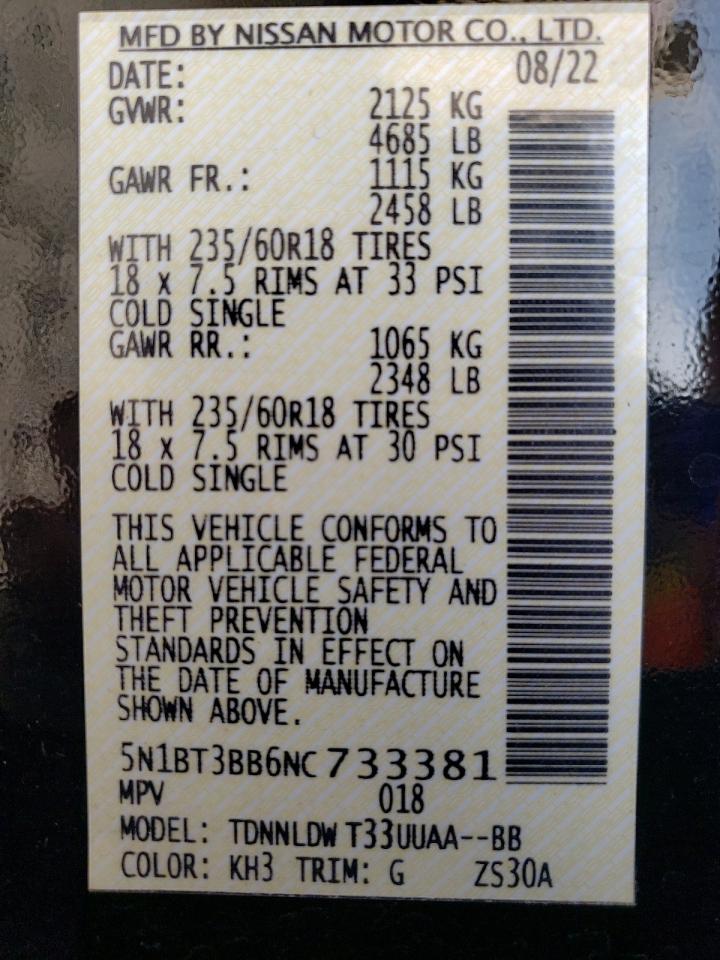 MFD BY NISSAN MOTOR CO., LTD.
DATE: 08/22
GVWR: 2125 KG
4685 LB
GAWR FR.: 1115 KG
2458 LB
WITH 235/60R18 TIRES
18 x 7.5 RIMS AT 33 PSI
COLD SINGLE
GAWR RR.: 1065 KG
2348 LB
WITH 235/60R18 TIRES
18 x 7.5 RIMS AT 30 PSI
COLD SINGLE
THIS VEHICLE CONFORMS TO
ALL APPLICABLE FEDERAL
MOTOR VEHICLE SAFETY AND
THEFT PREVENTION
STANDARDS IN EFFECT ON
THE DATE OF MANUFACTURE
SHOWN ABOVE.
5N1BT3BB6NC733381
MPV 018
MODEL: TDNNLDW T33UUAA--BB
COLOR: KH3 TRIM: G ZS30A